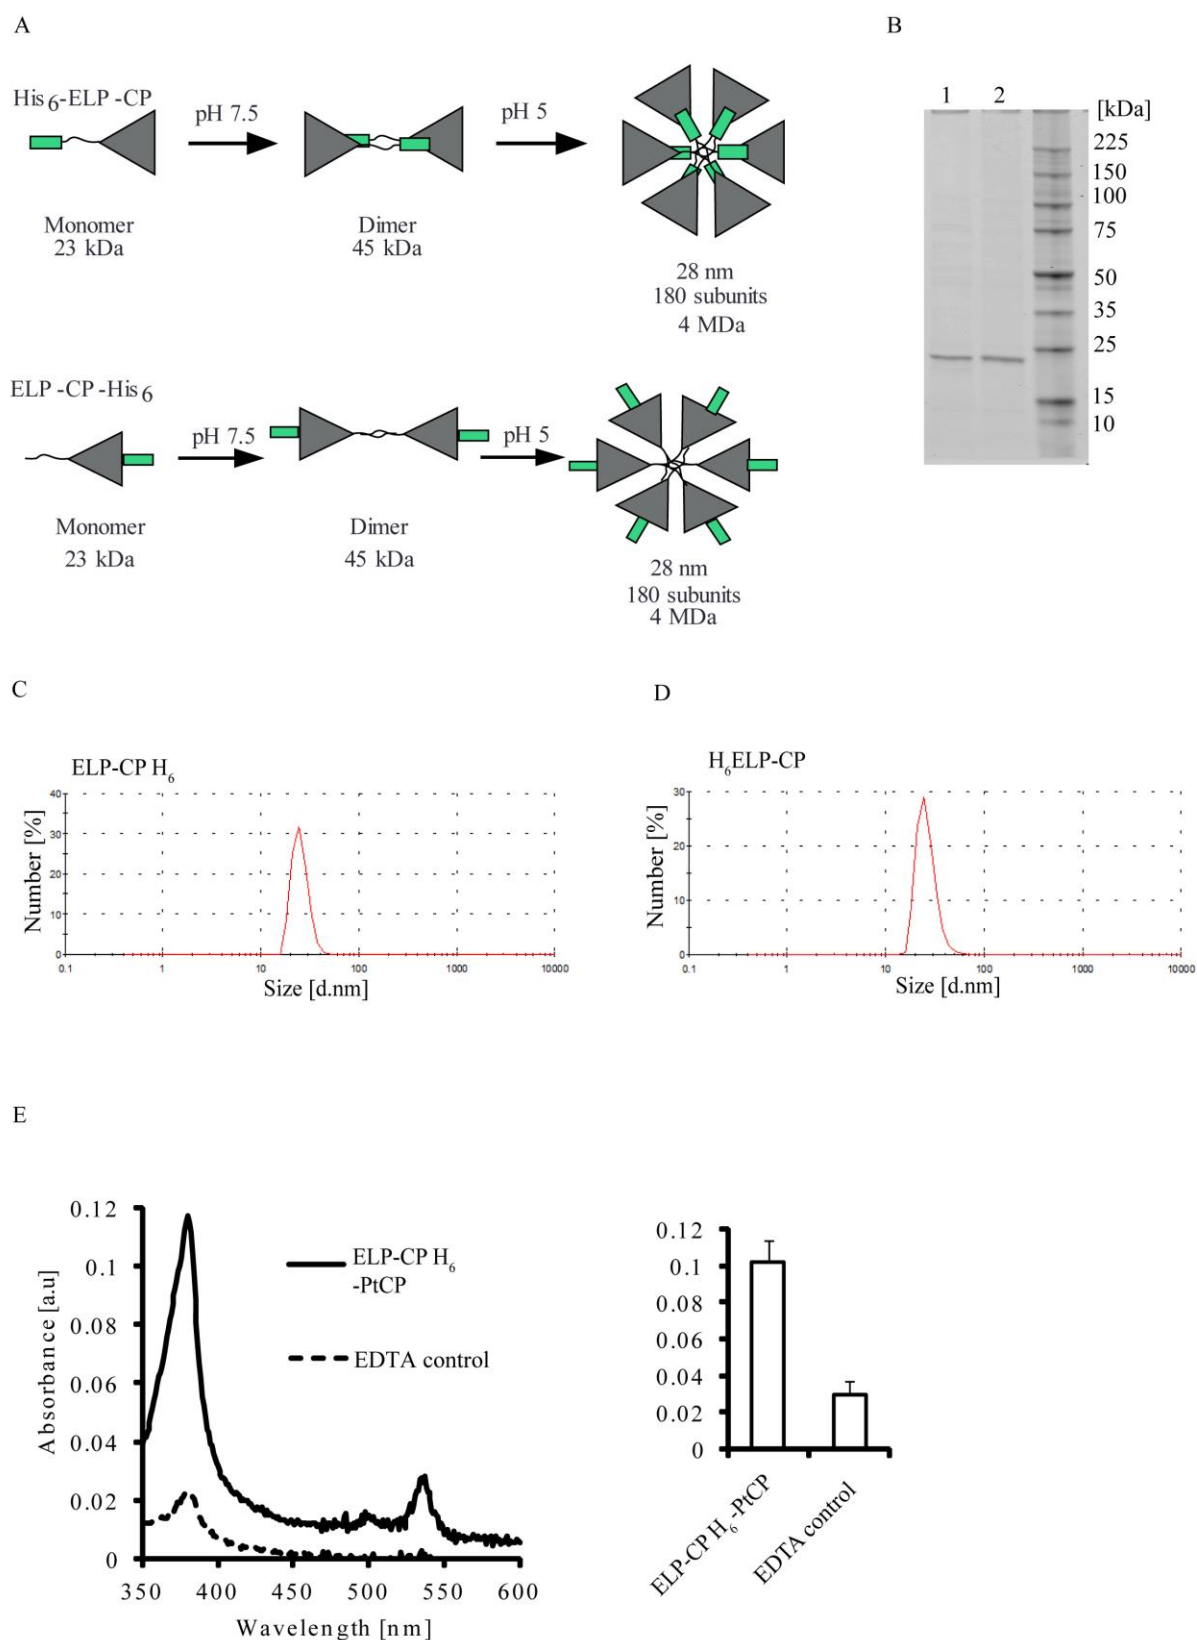 A
His 6-ELP -CP
pH 7.5
pH 5
Monomer
23 kDa
Dimer
45 kDa
28 nm
180 subunits
4 MDa
ELP -CP -His 6
pH 7.5
pH 5
Monomer
23 kDa
Dimer
45 kDa
28 nm
180 subunits
4 MDa
B
1 2
[kDa]
225
150
100
75
50
35
25
15
10
C
ELP-CP H6
Number [%]
40
30
20
10
0
0.1 1 10 100 1000 10000
Size [d.nm]
D
H6ELP-CP
Number [%]
30
20
10
0
0.1 1 10 100 1000 10000
Size [d.nm]
E
Absorbance [a.u]
0.12
0.1
0.08
0.06
0.04
0.02
0
350 400 450 500 550 600
Wavelength [nm]
ELP-CP H6
-PtCP
EDTA control
0.12
0.1
0.08
0.06
0.04
0.02
0
ELP-CP H6-PtCP
EDTA control